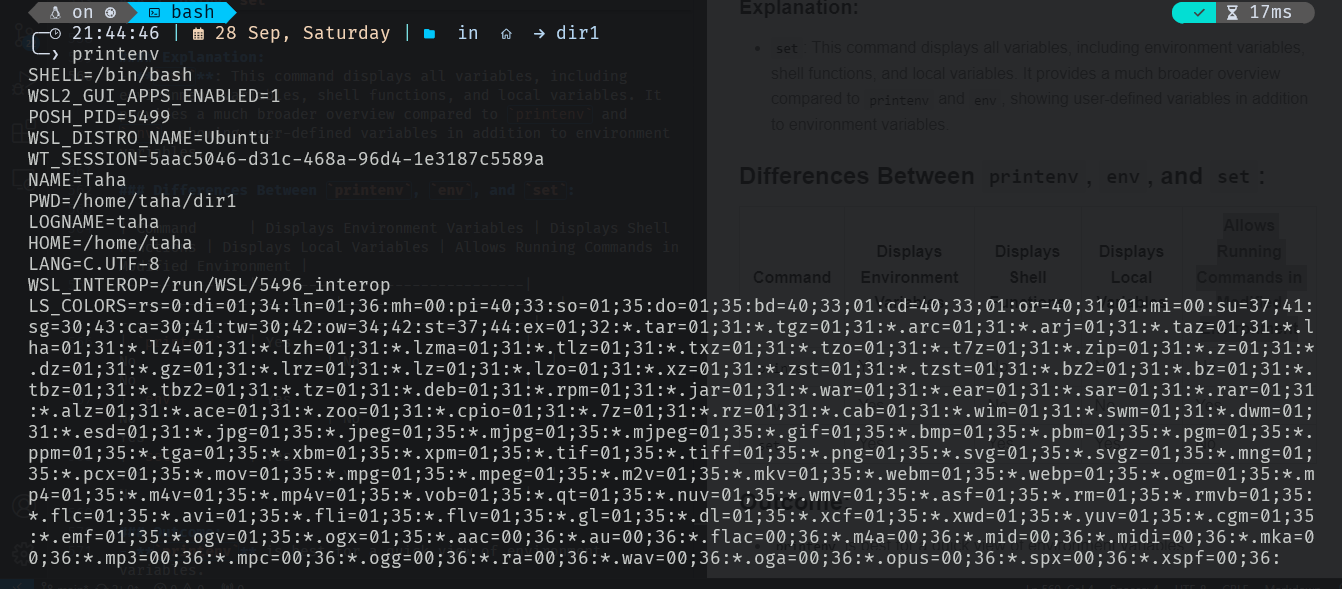 on bash ✓ 17ms
21:44:46 | 28 Sep, Saturday | in → dir1
printenv
SHELL=/bin/bash
WSL2_GUI_APPS_ENABLED=1
POSH_PID=5499
WSL_DISTRO_NAME=Ubuntu
WT_SESSION=5aac5046-d31c-468a-96d4-1e3187c5589a
NAME=Taha
PWD=/home/taha/dir1
LOGNAME=taha
HOME=/home/taha
LANG=C.UTF-8
WSL_INTEROP=/run/WSL/5496_interop
LS_COLORS=rs=0:di=01;34:ln=01;36:mh=00:pi=40;33:so=01;35:do=01;35:bd=40;33;01:cd=40;33;01:or=40;31;01:mi=00:su=37;41:
sg=30;43:ca=30;41:tw=30;42:ow=34;42:st=37;44:ex=01;32:*.tar=01;31:*.tgz=01;31:*.arc=01;31:*.arj=01;31:*.taz=01;31:*.l
ha=01;31:*.lz4=01;31:*.lzh=01;31:*.lzma=01;31:*.tlz=01;31:*.txz=01;31:*.tzo=01;31:*.t7z=01;31:*.zip=01;31:*.z=01;31:*
.dz=01;31:*.gz=01;31:*.lrz=01;31:*.lz=01;31:*.lzo=01;31:*.xz=01;31:*.zst=01;31:*.tzst=01;31:*.bz2=01;31:*.bz=01;31:*.
tbz=01;31:*.tbz2=01;31:*.tz=01;31:*.deb=01;31:*.rpm=01;31:*.jar=01;31:*.war=01;31:*.ear=01;31:*.sar=01;31:*.rar=01;31
:*.alz=01;31:*.ace=01;31:*.zoo=01;31:*.cpio=01;31:*.7z=01;31:*.rz=01;31:*.cab=01;31:*.wim=01;31:*.swm=01;31:*.dwm=01;
31:*.esd=01;31:*.jpg=01;35:*.jpeg=01;35:*.mjpg=01;35:*.mjpeg=01;35:*.gif=01;35:*.bmp=01;35:*.pbm=01;35:*.pgm=01;35:*.
ppm=01;35:*.tga=01;35:*.xbm=01;35:*.xpm=01;35:*.tif=01;35:*.tiff=01;35:*.png=01;35:*.svg=01;35:*.svgz=01;35:*.mng=01;
35:*.pcx=01;35:*.mov=01;35:*.mpg=01;35:*.mpeg=01;35:*.m2v=01;35:*.mkv=01;35:*.webm=01;35:*.webp=01;35:*.ogm=01;35:*.m
p4=01;35:*.m4v=01;35:*.mp4v=01;35:*.vob=01;35:*.qt=01;35:*.nuv=01;35:*.wmv=01;35:*.asf=01;35:*.rm=01;35:*.rmvb=01;35:
*.flc=01;35:*.avi=01;35:*.fli=01;35:*.flv=01;35:*.gl=01;35:*.dl=01;35:*.xcf=01;35:*.xwd=01;35:*.yuv=01;35:*.cgm=01;35
:*.emf=01;35:*.ogv=01;35:*.ogx=01;35:*.aac=00;36:*.au=00;36:*.flac=00;36:*.m4a=00;36:*.mid=00;36:*.midi=00;36:*.mka=0
0;36:*.mp3=00;36:*.mpc=00;36:*.ogg=00;36:*.ra=00;36:*.wav=00;36:*.oga=00;36:*.opus=00;36:*.spx=00;36:*.xspf=00;36:
Explanation:
set This command displays all variables, including environment variables,
shell functions, and local variables. It provides a much broader overview
compared to printenv and env, showing user-defined variables in addition
to environment variables.
Differences Between printenv, env, and set:
Command
Displays Environment
Displays Shell
Displays Local
Allows Running Commands in